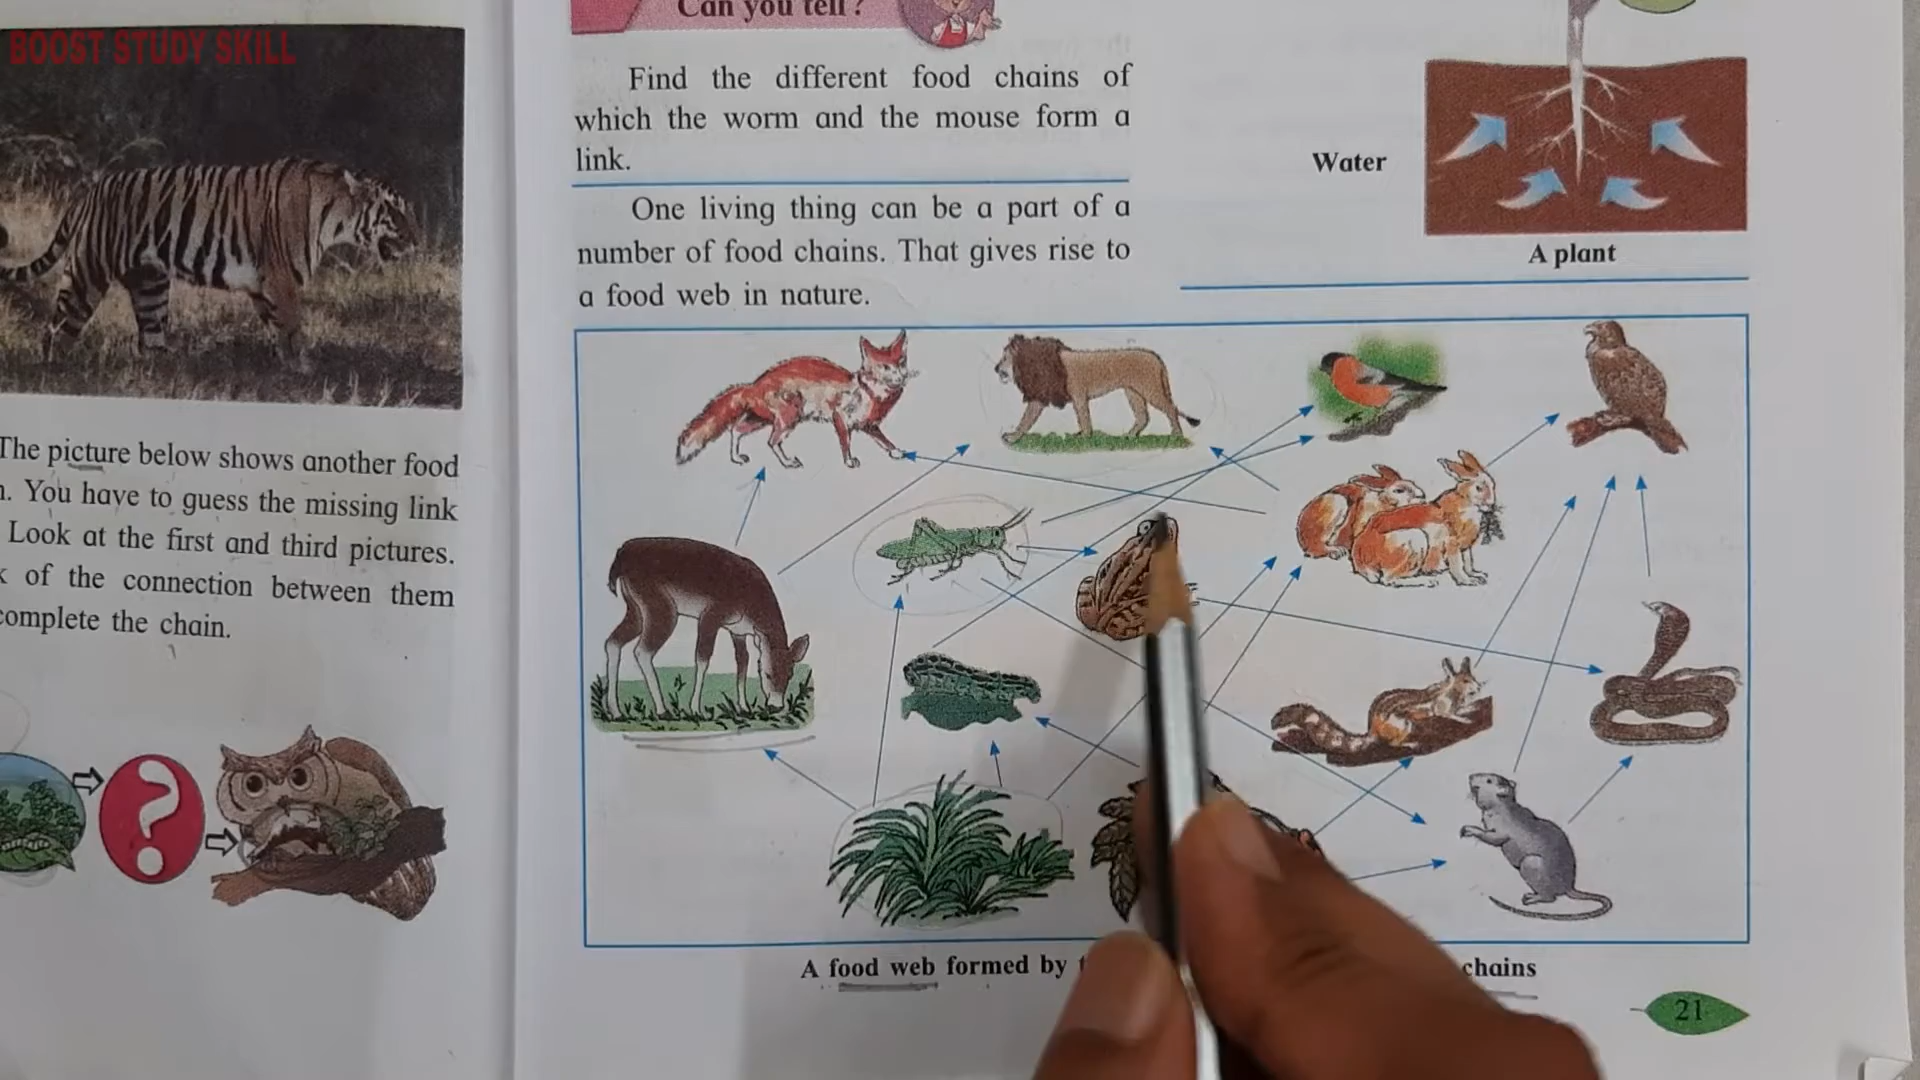 BOOST STUDY SKILL
The picture below shows another food
You have to guess the missing link
Look at the first and third pictures.
of the connection between them
complete the chain.
Can you tell ?
Find the different food chains of
which the worm and the mouse form a
link.
One living thing can be a part of a
number of food chains. That gives rise to
a food web in nature.
Water
A plant
?
A food web formed by
chains
21